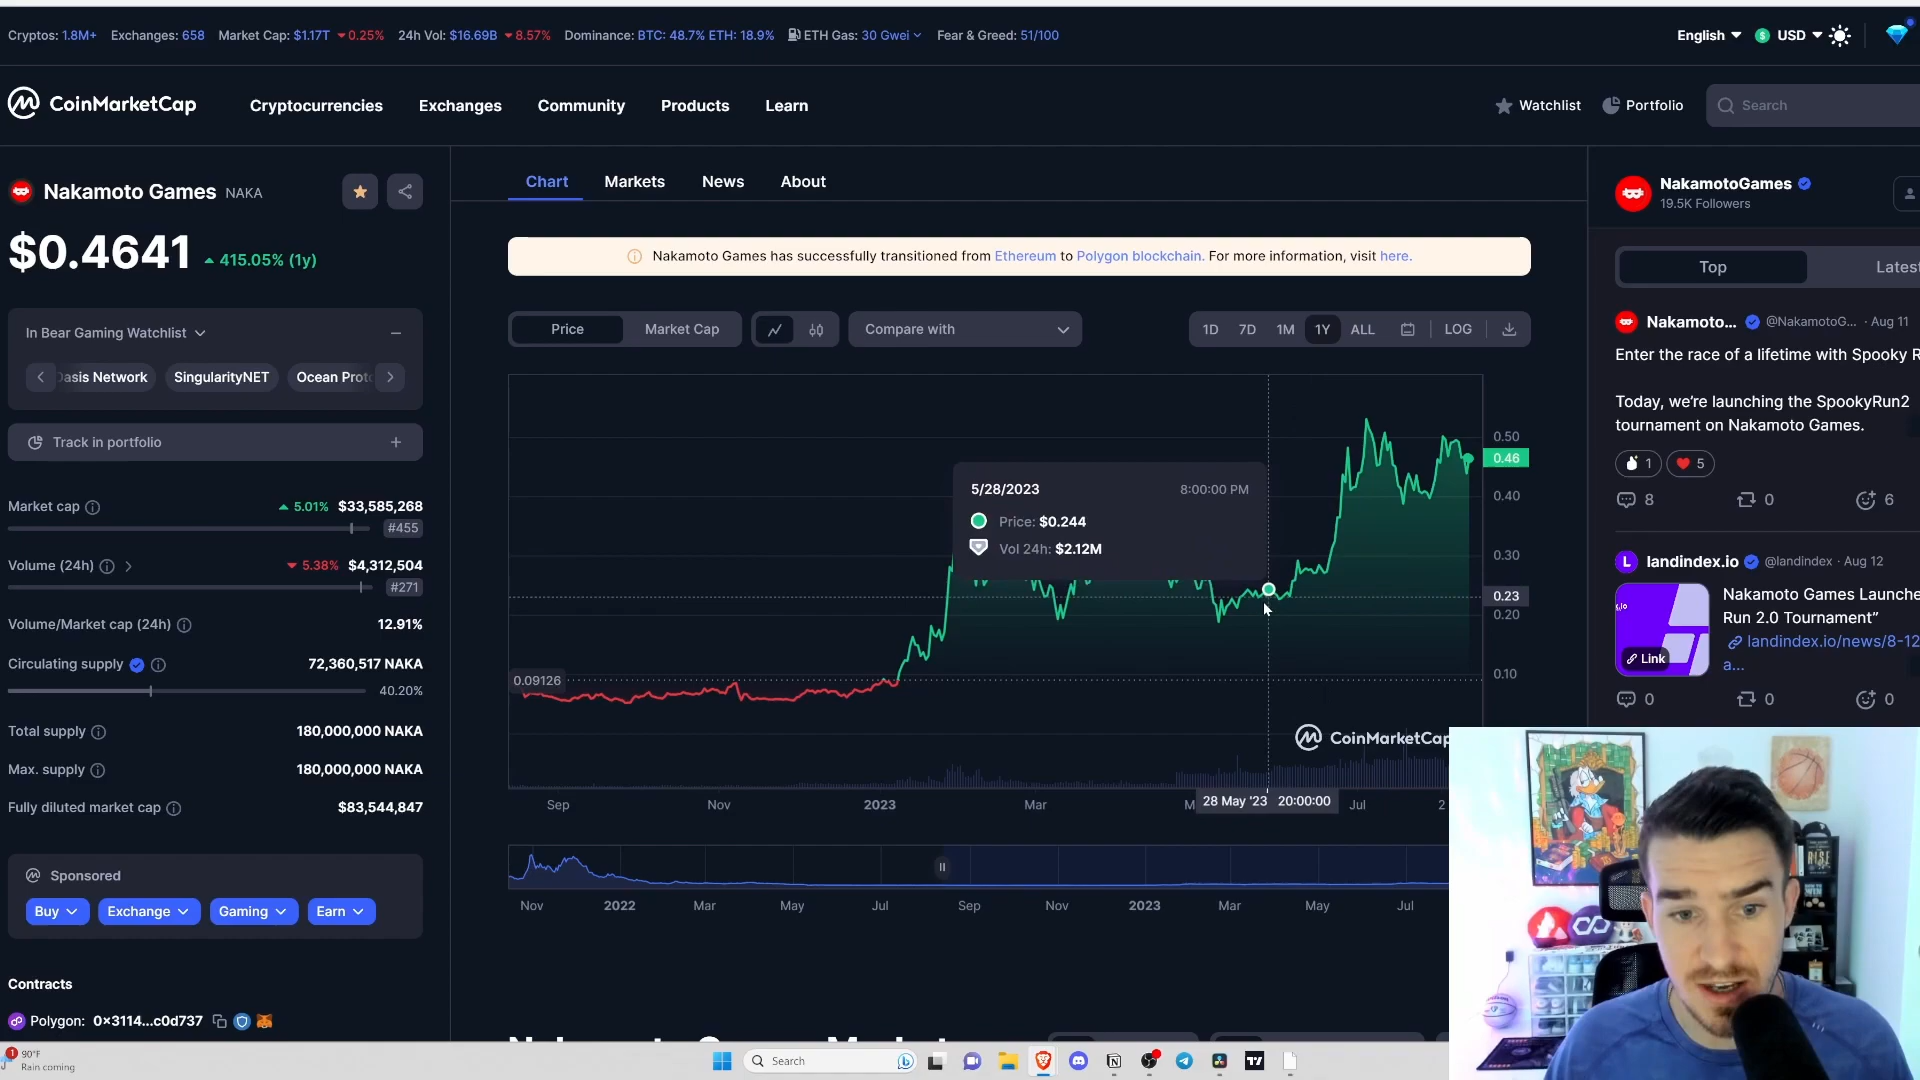 Cryptos: 1.8M+ Exchanges: 658 Market Cap: $1.17T 0.25% 24h Vol: $16.69B 8.57% Dominance: BTC: 48.7% ETH: 18.9% ETH Gas: 30 Gwei Fear & Greed: 51/100
English USD
CoinMarketCap
Cryptocurrencies Exchanges Community Products Learn
Watchlist Portfolio Search
Nakamoto Games NAKA
$0.4641 415.05% (1y)
In Bear Gaming Watchlist
asis Network SingularityNET Ocean Prot
Track in portfolio
Market cap 5.01% $33,585,268
#455
Volume (24h) 5.38% $4,312,504
#271
Volume/Market cap (24h) 12.91%
Circulating supply 72,360,517 NAKA
40.20%
Total supply 180,000,000 NAKA
Max. supply 180,000,000 NAKA
Fully diluted market cap $83,544,847
Sponsored
Buy Exchange Gaming Earn
Contracts
Polygon: 0x3114...c0d737
Chart Markets News About
Nakamoto Games has successfully transitioned from Ethereum to Polygon blockchain. For more information, visit here.
Price Market Cap Compare with
1D 7D 1M 1Y ALL LOG
0.50
0.46
0.40
0.30
0.23
0.20
0.10
0.09126
5/28/2023 8:00:00 PM
Price: $0.244
Vol 24h: $2.12M
CoinMarketCap
Sep Nov 2023 Mar M 28 May '23 20:00:00 Jul 2
Nov 2022 Mar May Jul Sep Nov 2023 Mar May Jul
NakamotoGames
19.5K Followers
Top Latest
Nakamoto... @NakamotoG... · Aug 11
Enter the race of a lifetime with Spooky R
Today, we're launching the SpookyRun2
tournament on Nakamoto Games.
1 5
8 0 6
L landindex.io @landindex · Aug 12
Nakamoto Games Launche
Run 2.0 Tournament"
landindex.io/news/8-12
a...
.io
Link
0 0 0
RISE
1 90°F
Rain coming
Search